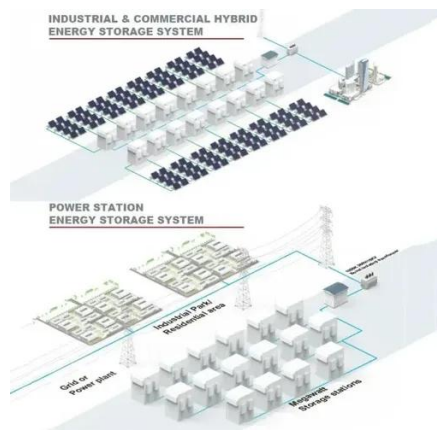 INDUSTRIAL & COMMERCIAL HYBRID
ENERGY STORAGE SYSTEM
POWER STATION
ENERGY STORAGE SYSTEM
Industrial Park/
Residential area
Grid or
Power plant
Megawatt
Storage stations